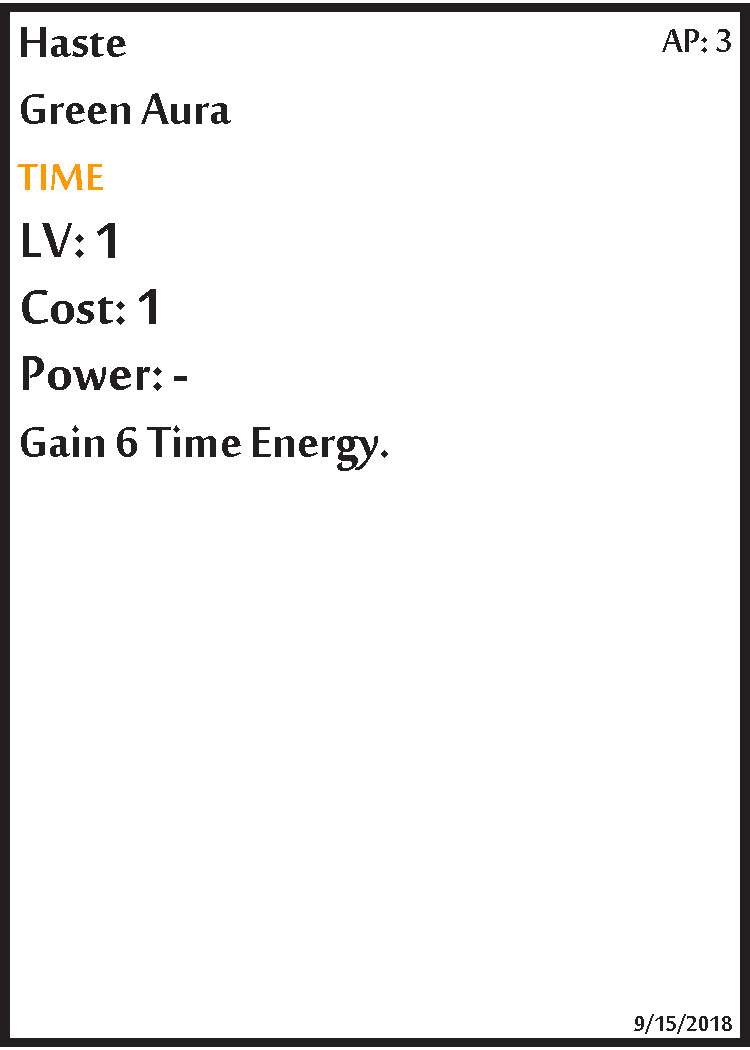 Haste
AP: 3
Green Aura
TIME
LV: 1
Cost: 1
Power: -
Gain 6 Time Energy.
9/15/2018